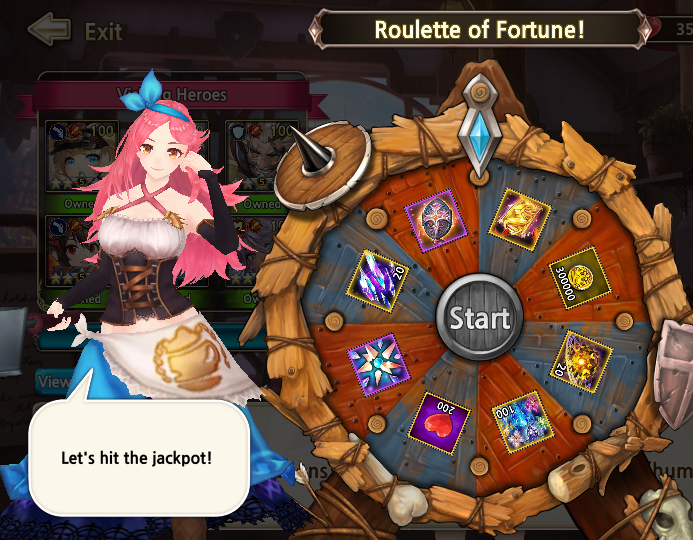 Exit
Roulette of Fortune!
35
Heroes
100
100
Owned
Owned
20
300000
Start
20
200
100
View
Let's hit the jackpot!